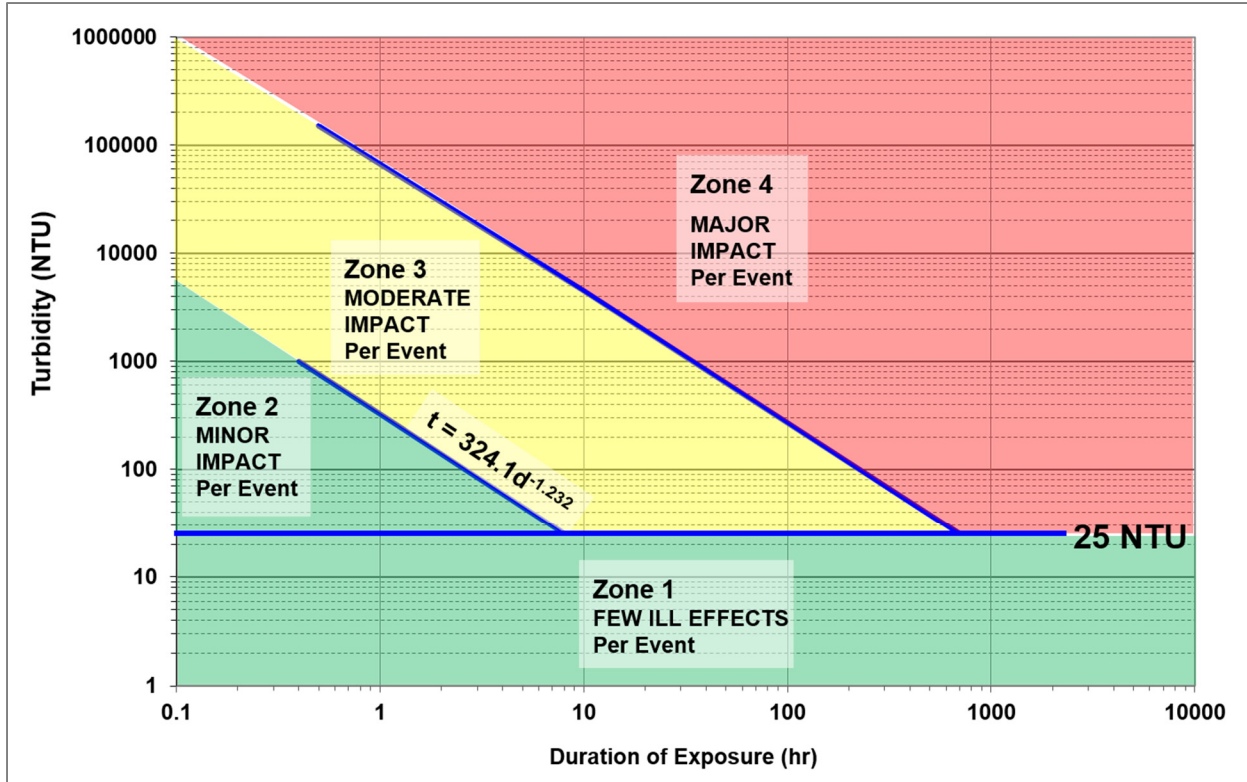 1000000
100000
10000
1000
100
10
1
Turbidity (NTU)
Zone 4
MAJOR
IMPACT
Per Event
Zone 3
MODERATE
IMPACT
Per Event
Zone 2
MINOR
IMPACT
Per Event
t = 324.1d-1.232
25 NTU
Zone 1
FEW ILL EFFECTS
Per Event
0.1 1 10 100 1000 10000
Duration of Exposure (hr)